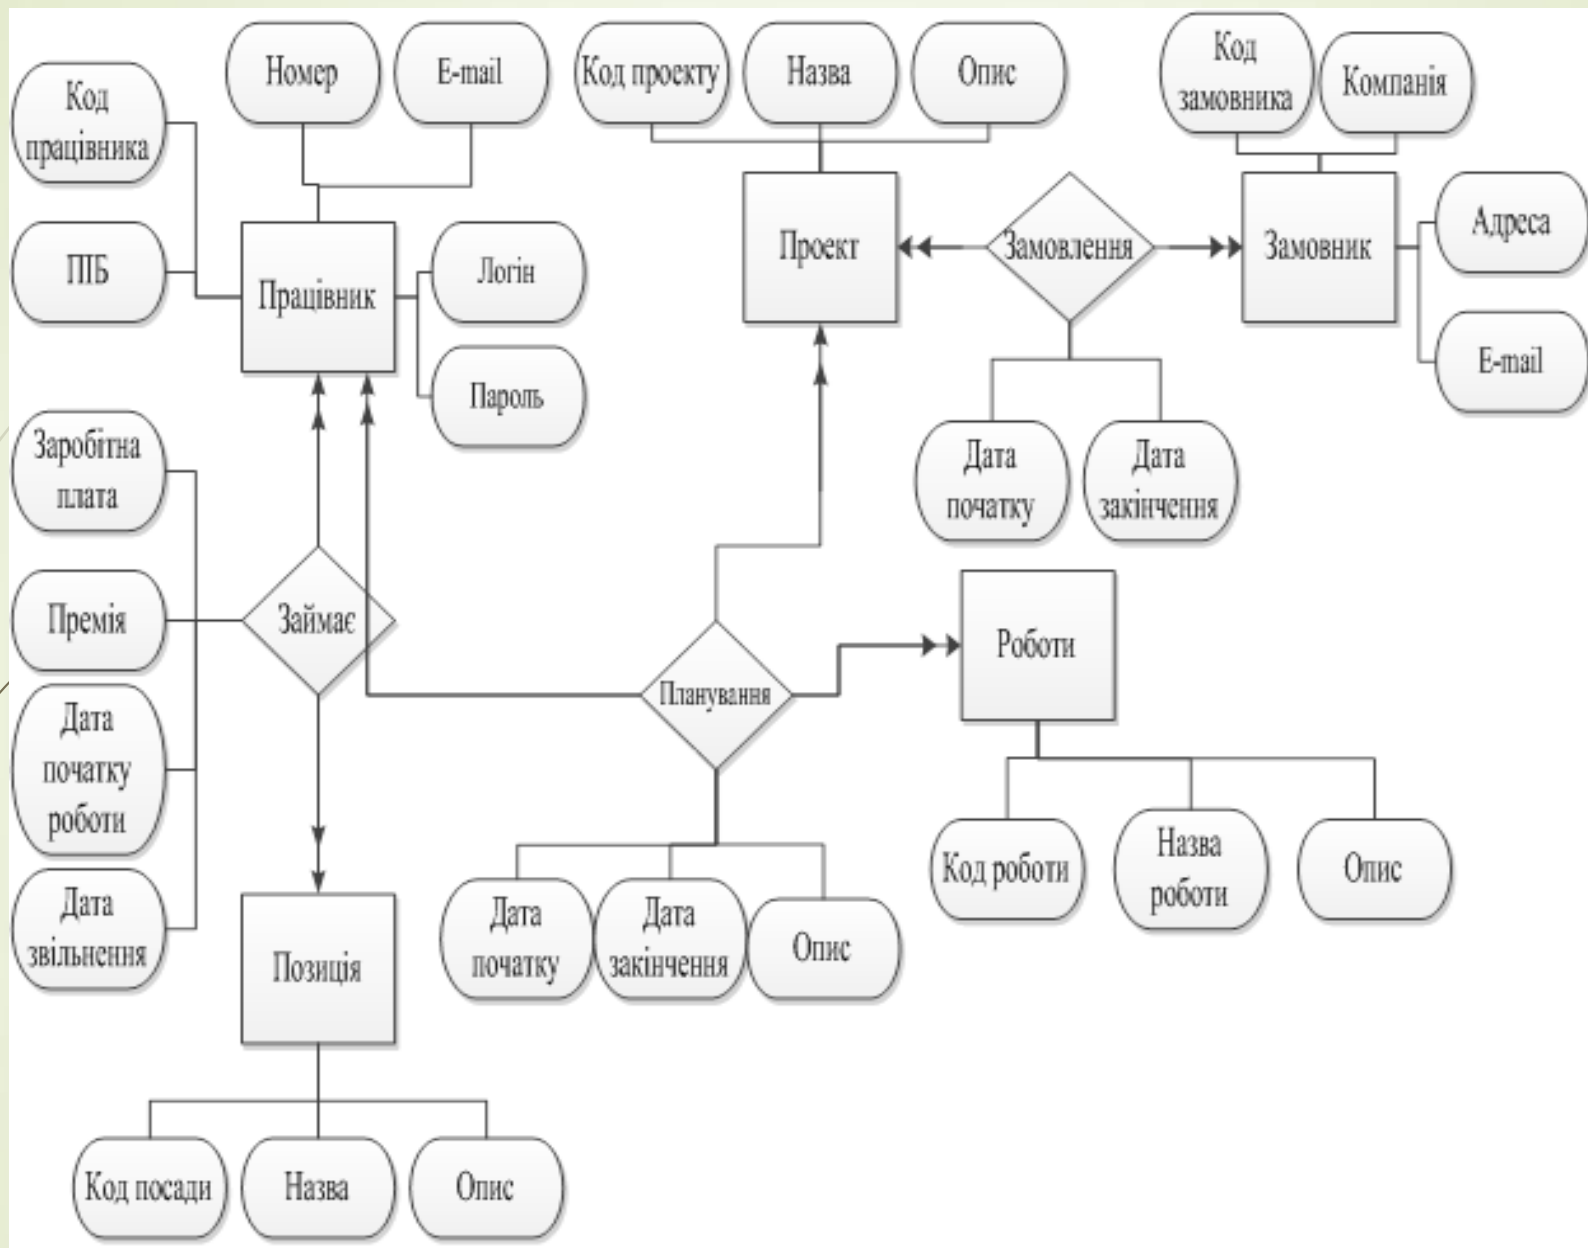 Номер
E-mail
Код проекту
Назва
Опис
Код
замовника
Компанія
Код
працівника
ПІБ
Працівник
Логін
Пароль
Проект
Замовлення
Замовник
Адреса
E-mail
Дата
початку
Дата
закінчення
Заробітна
плата
Премія
Дата
початку
роботи
Дата
звільнення
Займає
Планування
Роботи
Код роботи
Назва
роботи
Опис
Дата
початку
Дата
закінчення
Опис
Позиція
Код посади
Назва
Опис